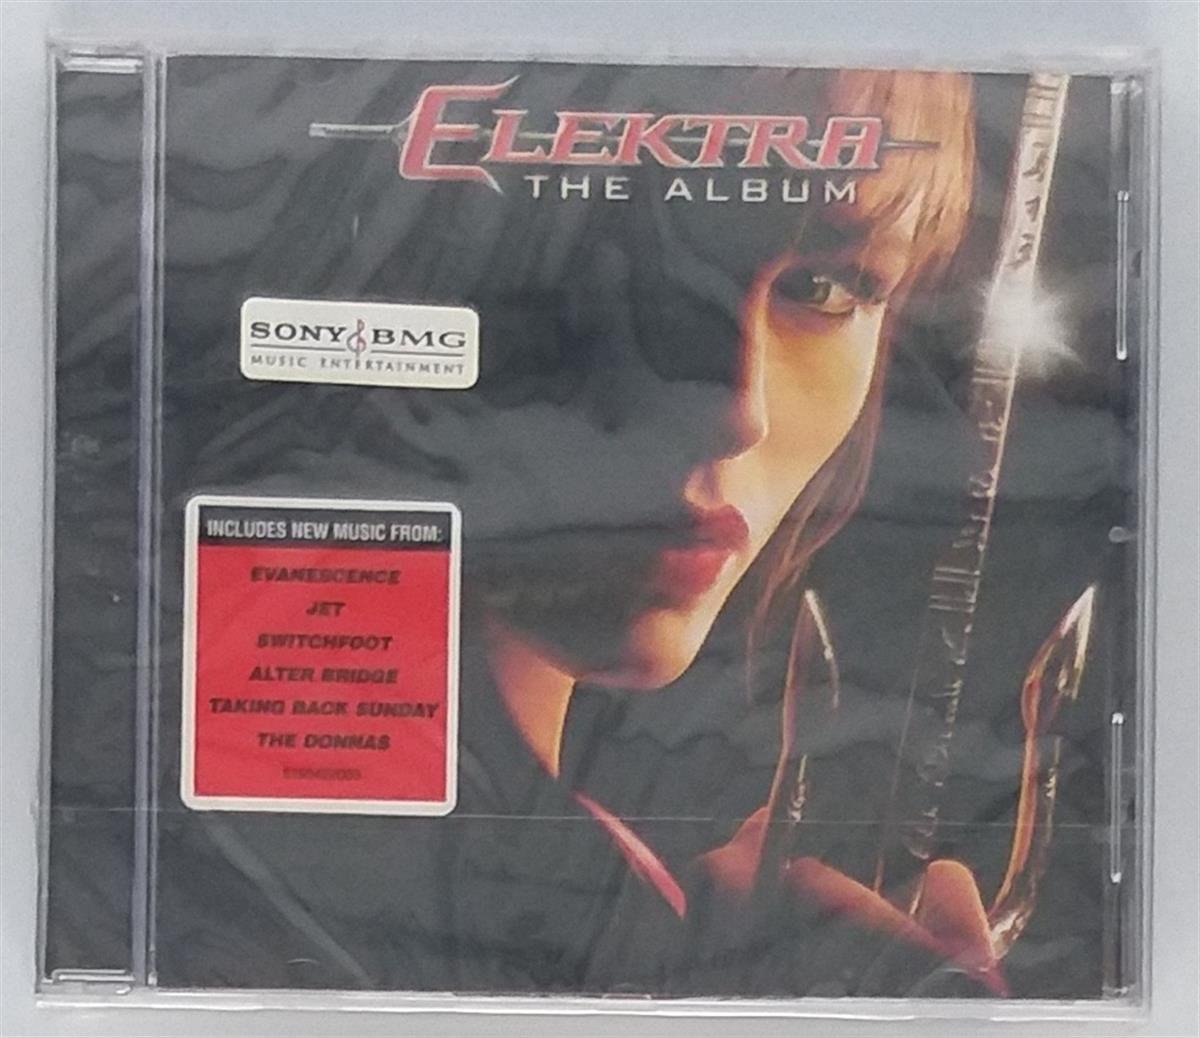 ELEKTRA
THE ALBUM
SONY BMG
MUSIC ENTERTAINMENT
INCLUDES NEW MUSIC FROM:
EVANESCENCE
JET
SWITCHFOOT
ALTER BRIDGE
TAKING BACK SUNDAY
THE DONNAS